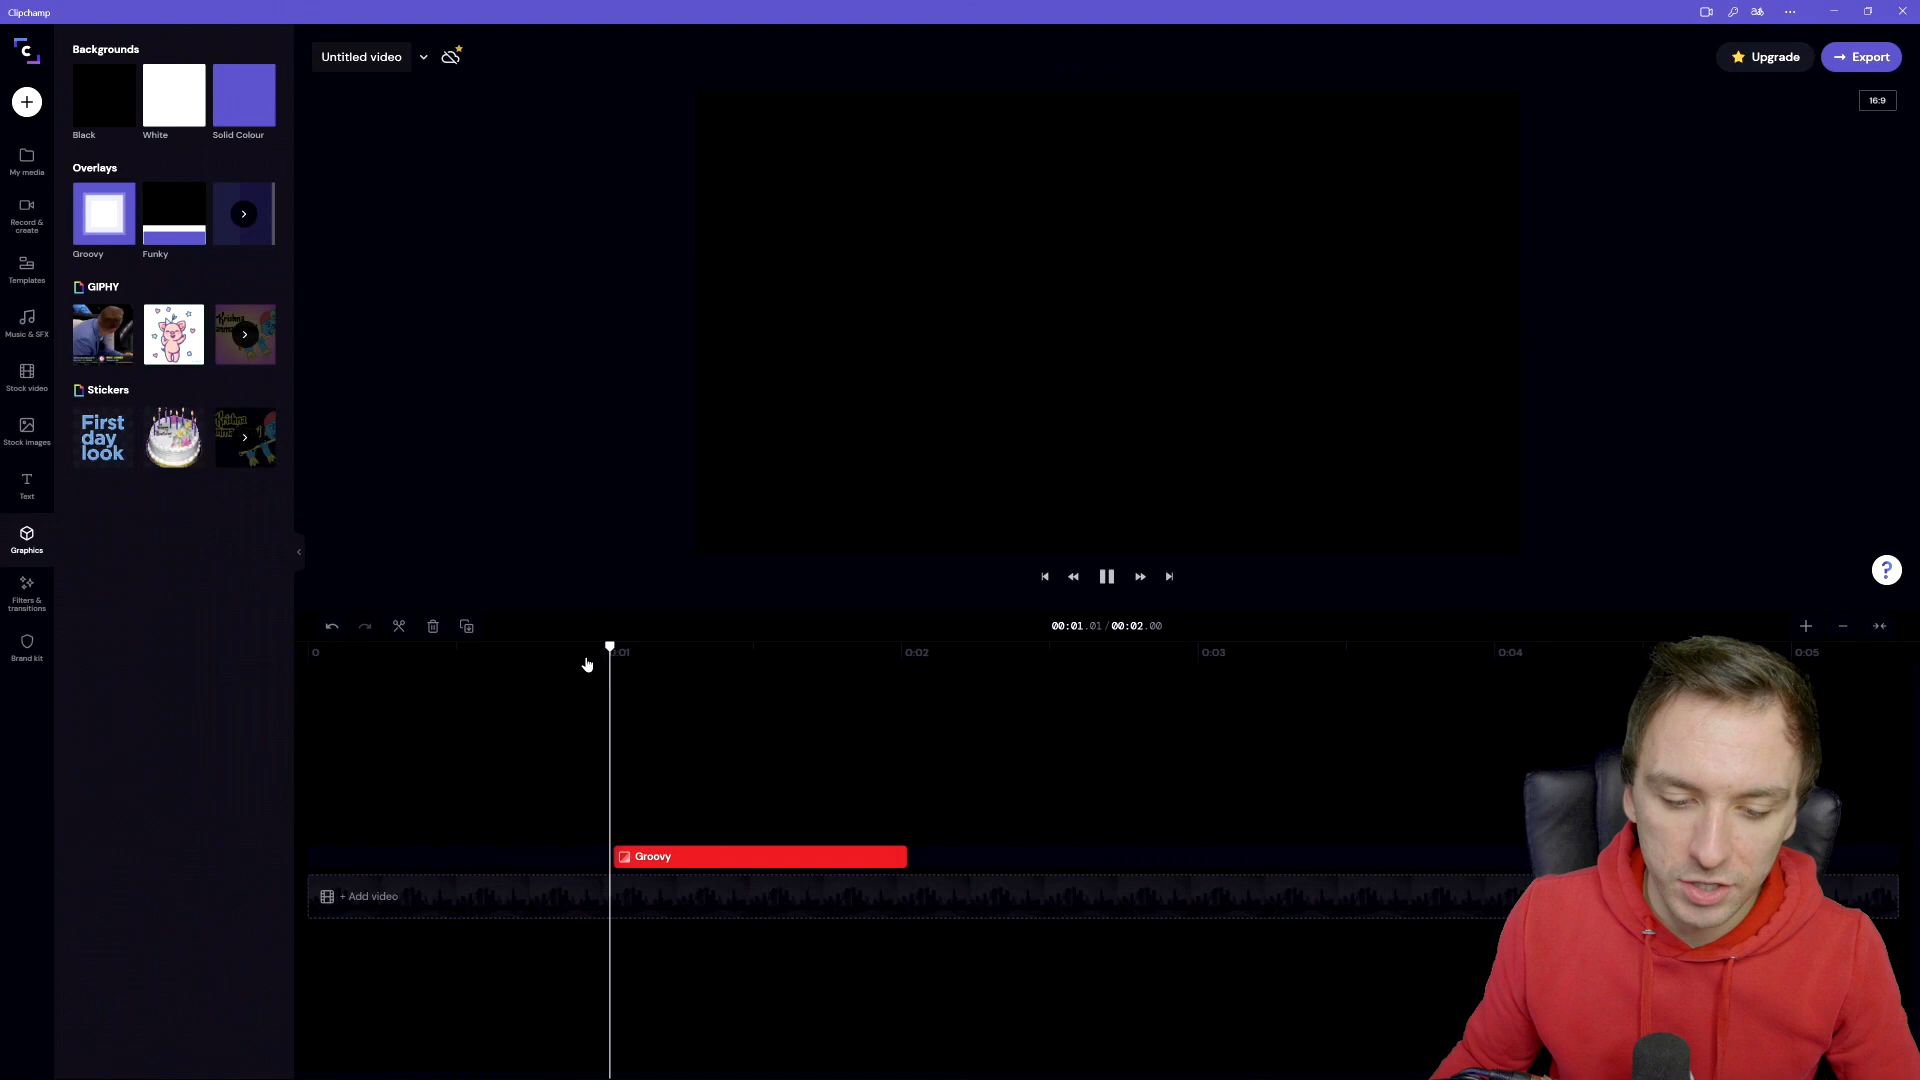 Clipchamp
Backgrounds
Black
White
Solid Colour
Overlays
Groovy
Funky
GIPHY
Krishna
Stickers
First
day
look
Krishna
C
My media
Record &
create
Templates
Music & SFX
Stock video
Stock images
Text
Graphics
Filters &
transitions
Brand kit
Untitled video
Upgrade
Export
16:9
?
00:01.01 / 00:02.00
0
0:02
0:03
0:04
0:05
Groovy
+ Add video